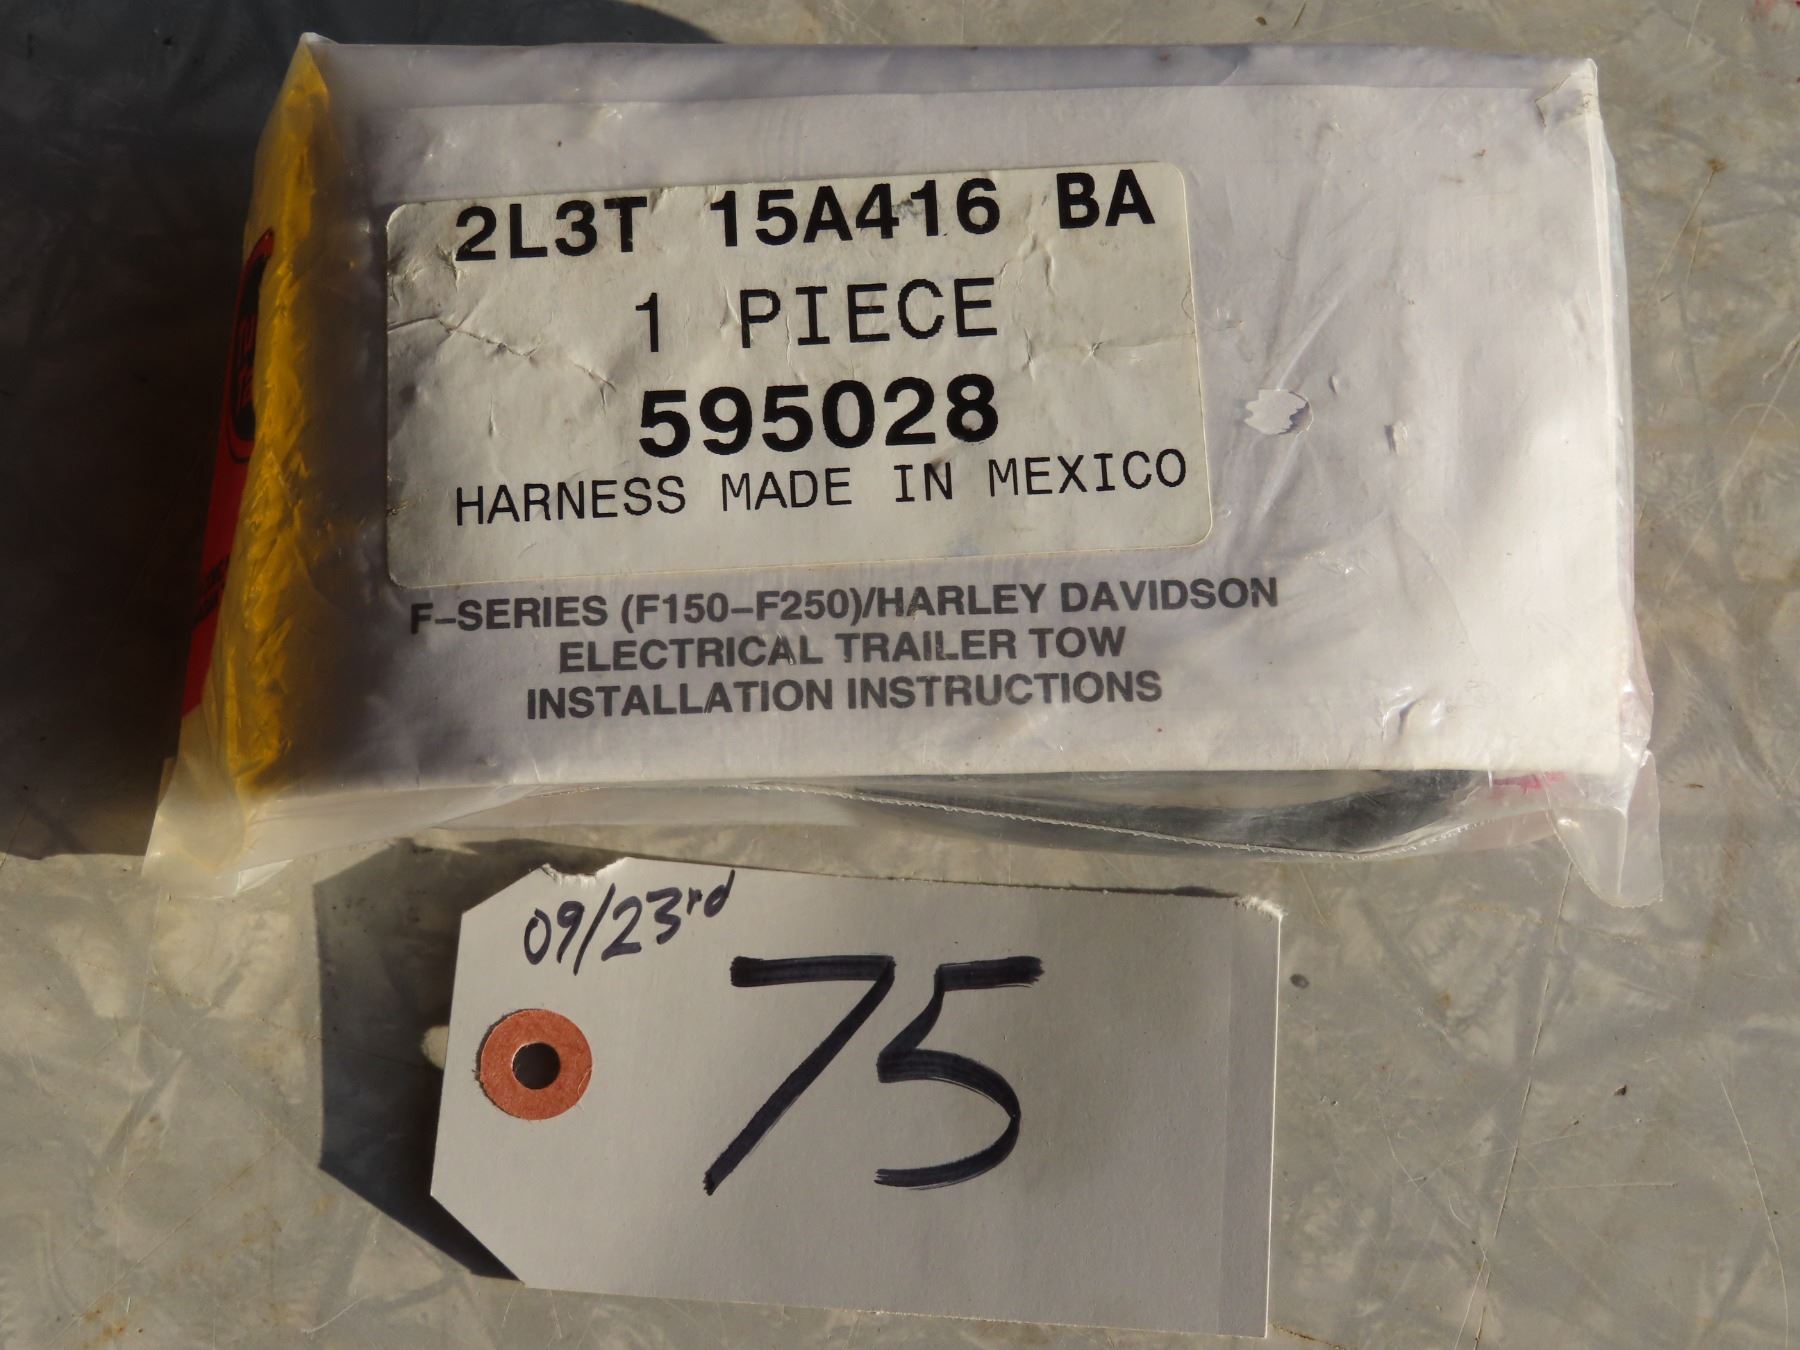 2L3T 15A416 BA
1 PIECE
595028
HARNESS MADE IN MEXICO
F-SERIES (F150-F250)/HARLEY DAVIDSON
ELECTRICAL TRAILER TOW
INSTALLATION INSTRUCTIONS
09/23rd
75